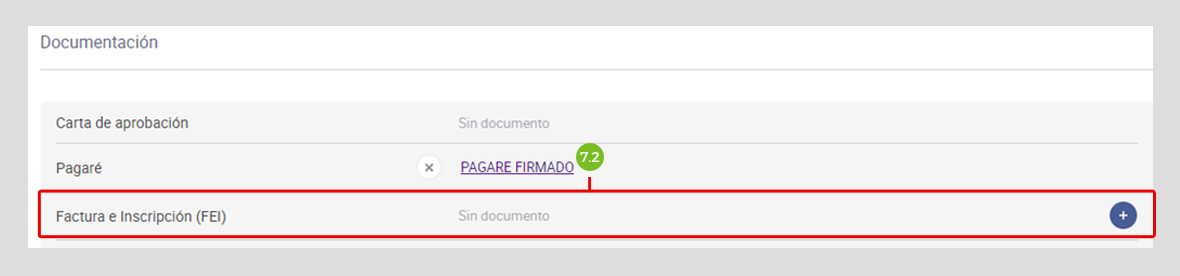 Documentación
Carta de aprobación Sin documento
7.2
Pagaré × PAGARE FIRMADO
Factura e Inscripción (FEI) Sin documento +